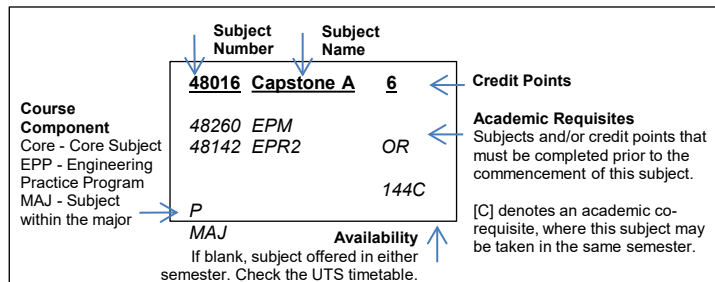 Subject Number
Subject Name
48016 Capstone A 6
Credit Points
48260 EPM
48142 EPR2 OR
144C
P
MAJ
Course
Component
Core - Core Subject
EPP - Engineering
Practice Program
MAJ - Subject
within the major
Academic Requisites
Subjects and/or credit points that
must be completed prior to the
commencement of this subject.
[C] denotes an academic co-
requisite, where this subject may
be taken in the same semester.
Availability
If blank, subject offered in either
semester. Check the UTS timetable.